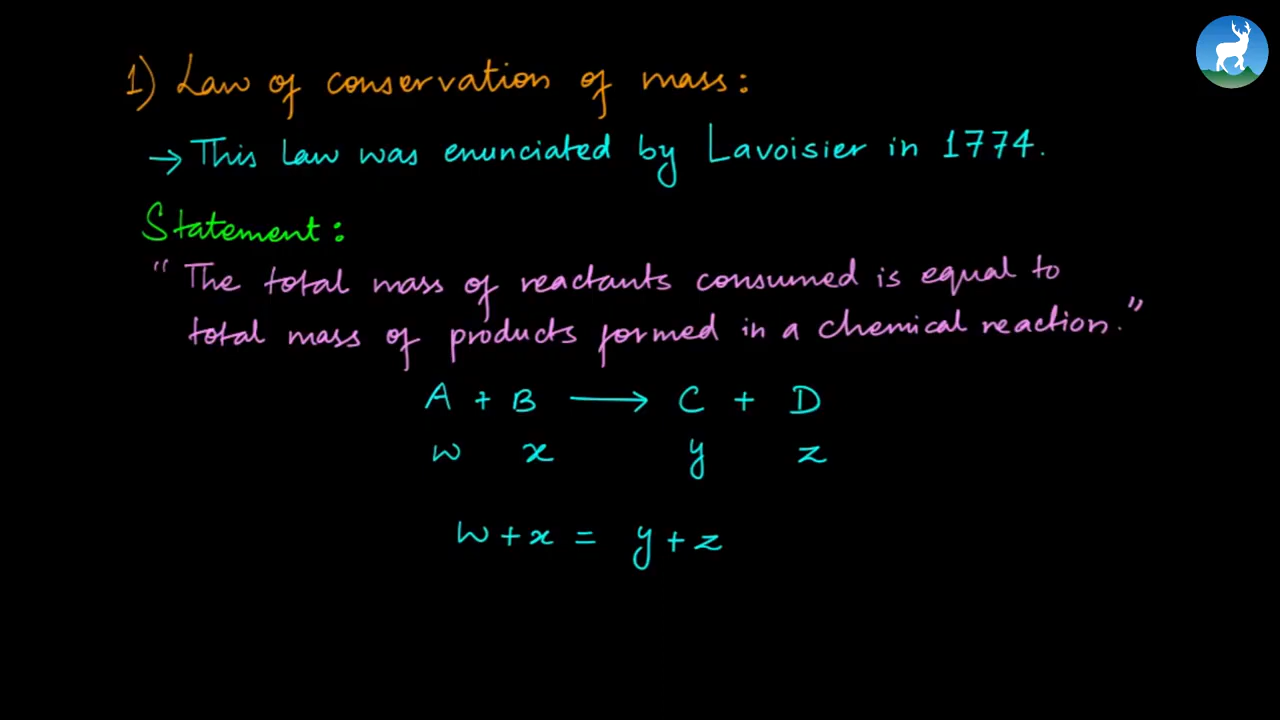 1) Law of conservation of mass:
→ This Law was enunciated by Lavoisier in 1774.
Statement:
"The total mass of reactants consumed is equal to
total mass of products formed in a chemical reaction."
A + B ⟶ C + D
w x y z
w + x = y + z